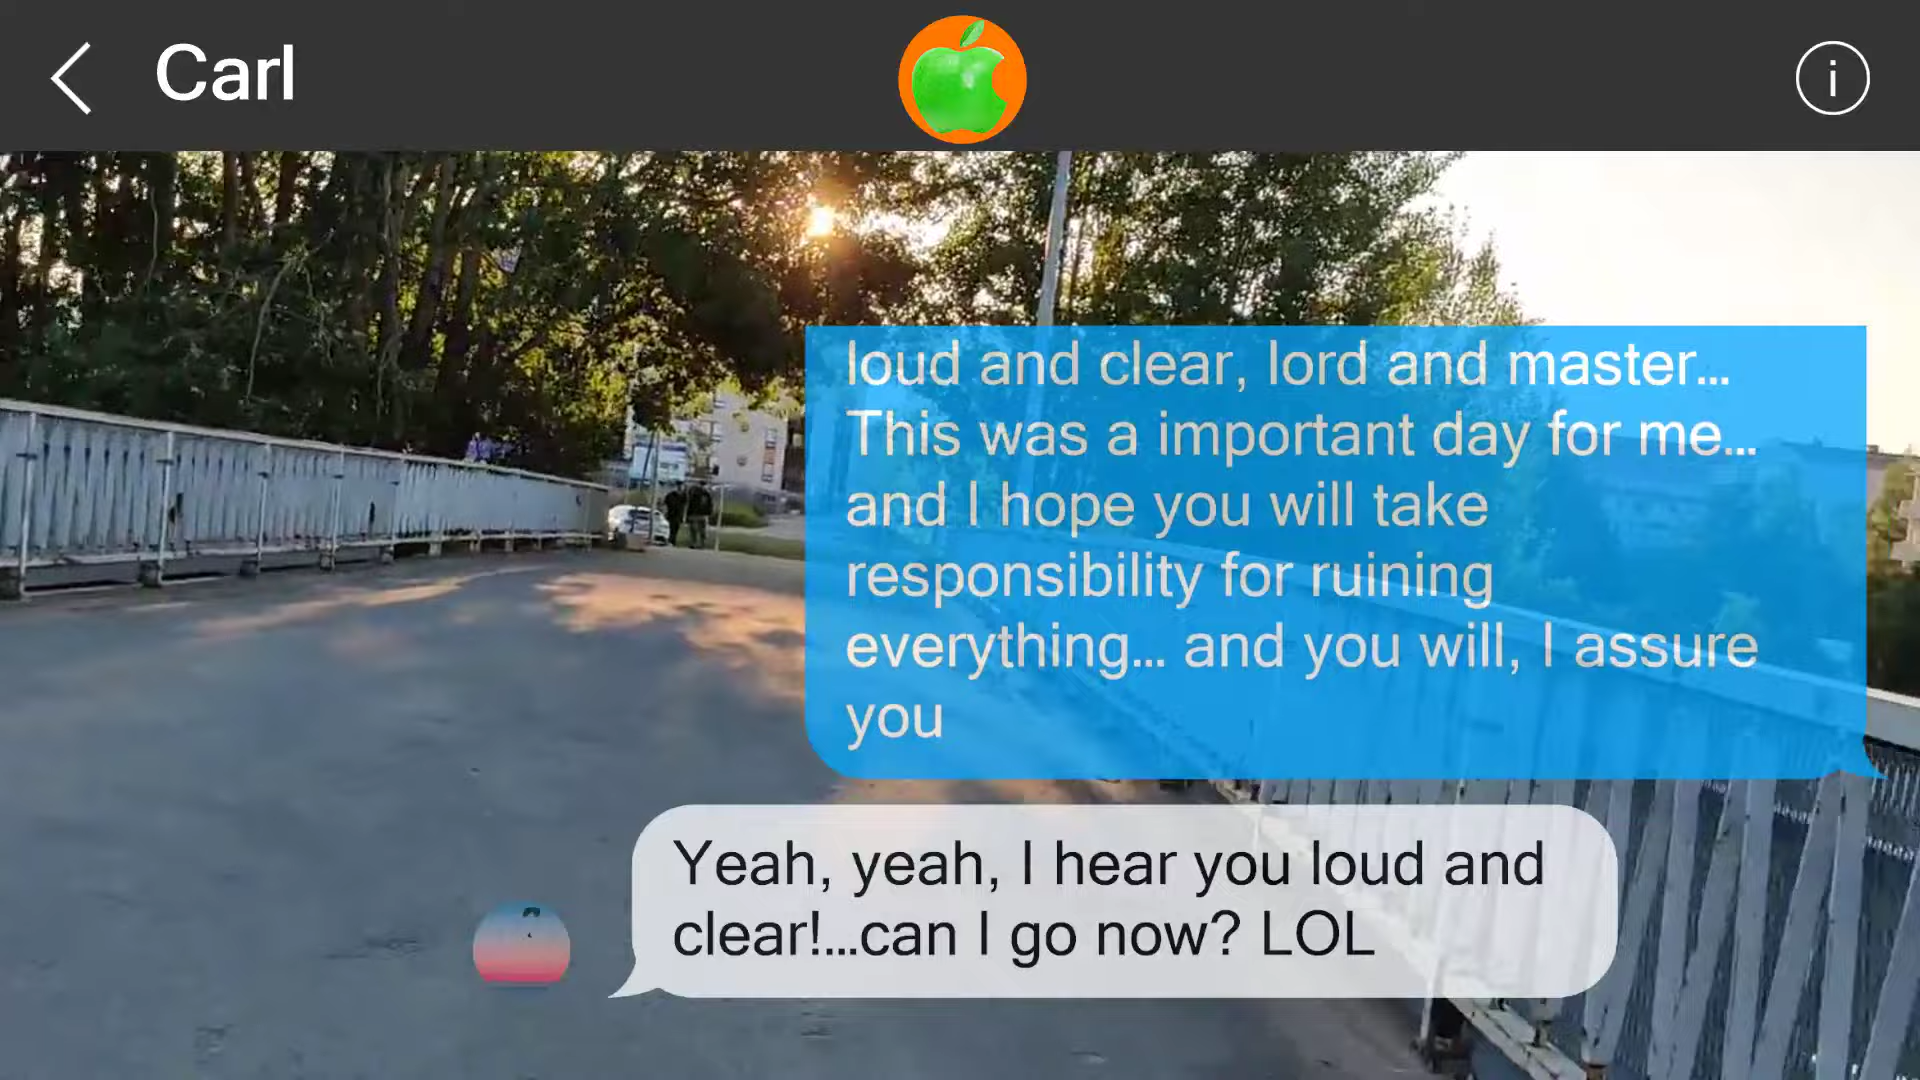 Carl
i
loud and clear, lord and master...
This was a important day for me...
and I hope you will take
responsibility for ruining
everything... and you will, I assure
you
Yeah, yeah, I hear you loud and
clear!...can I go now? LOL